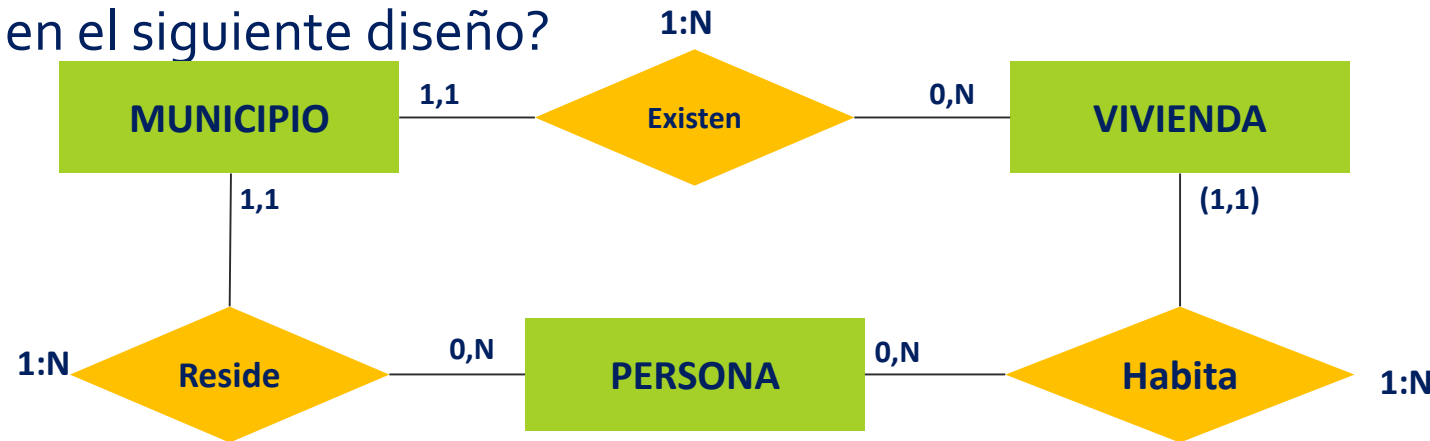 en el siguiente diseño?
1:N
MUNICIPIO
1,1
Existen
0,N
VIVIENDA
1,1
(1,1)
1:N
Reside
0,N
PERSONA
0,N
Habita
1:N